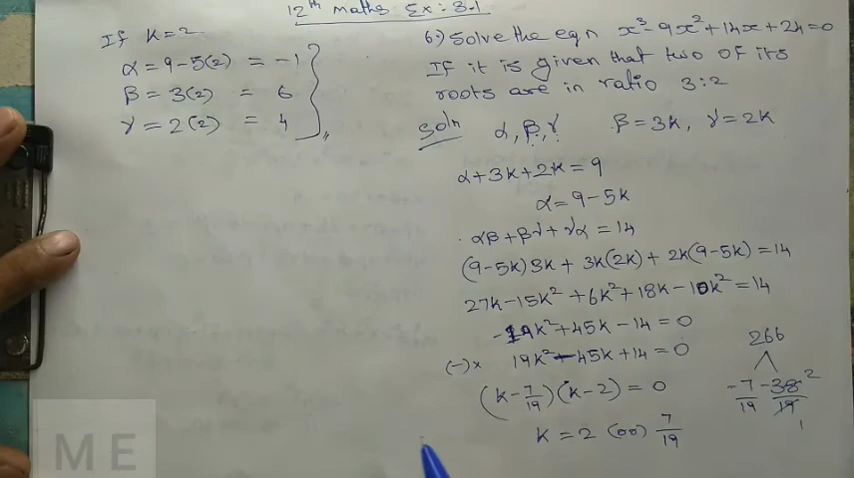 12th maths Ex: 3.1
If K=2
α = 9-5(2) = -1
β = 3(2) = 6
γ = 2(2) = 4
6.) Solve the eqn x³-9x²+14x+24=0
If it is given that two of its
roots are in ratio 3:2
Soln α, β, γ β=3K, γ=2K
α+3K+2K=9
α=9-5K
αβ+βγ+γα=14
(9-5K)3K + 3K(2K) + 2K(9-5K)=14
27K-15K²+6K²+18K-10K²=14
-19K²+45K-14=0
(-)x 19K²-45K+14=0
(K-7/19)(K-2)=0
K=2 (or) 7/19
266
-7/19 -38/19 2
1
ME